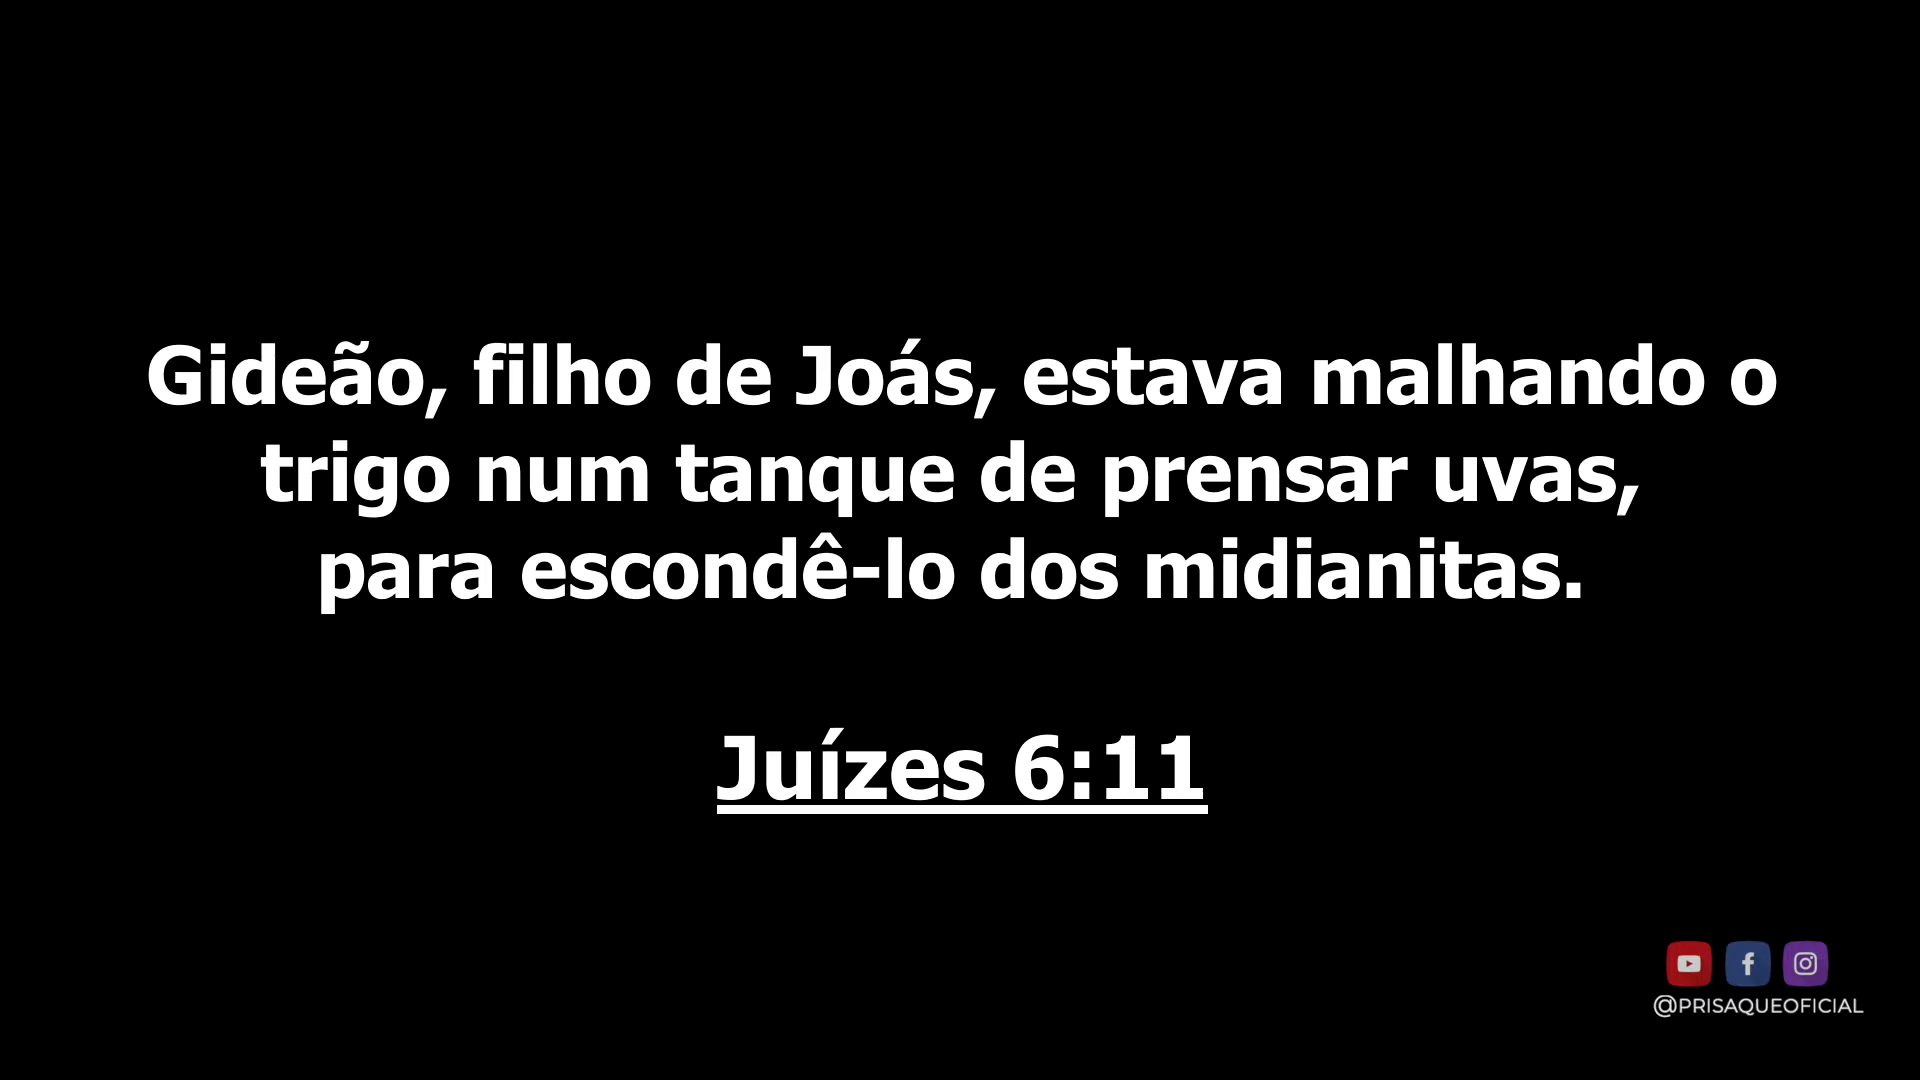 Gideão, filho de Joás, estava malhando o
trigo num tanque de prensar uvas,
para escondê-lo dos midianitas.
Juízes 6:11
@PRISAQUEOFICIAL